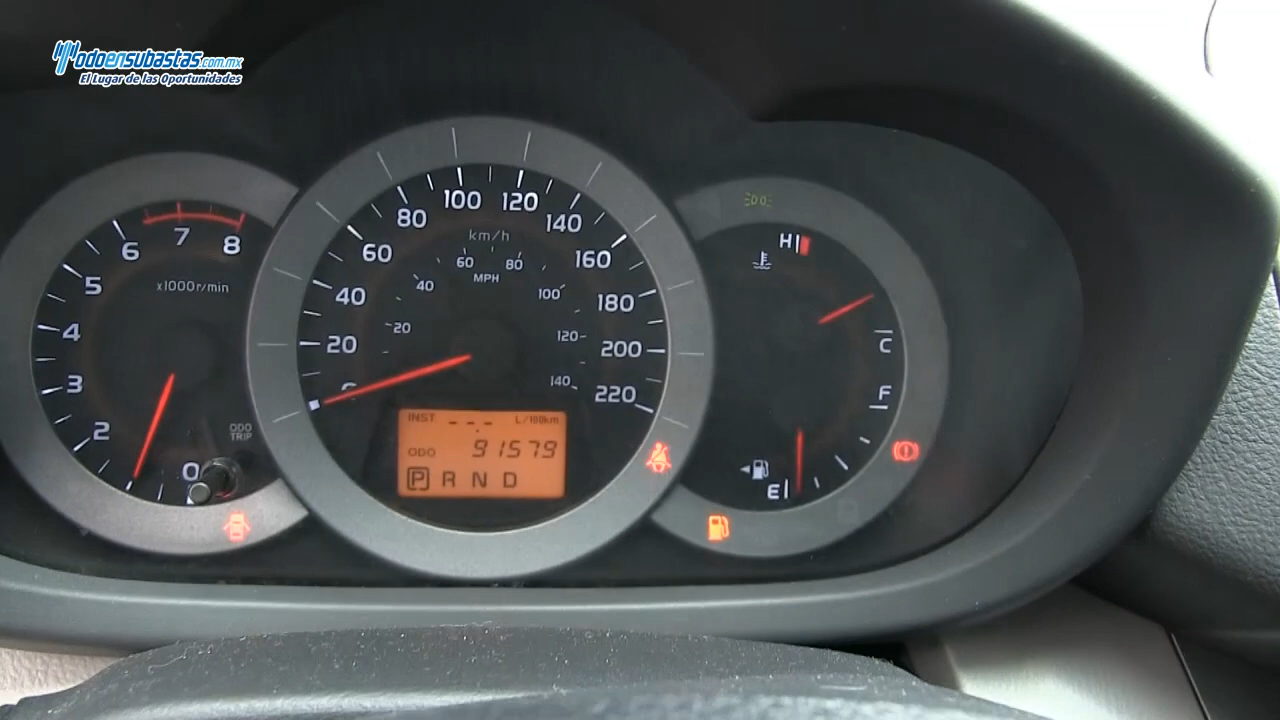 Todoensubastas.com.mx
El Lugar de las Oportunidades
2 3 4 5 6 7 8
x1000r/min
0
ODO
TRIP
20 40 60 80 100 120 140 160 180 200 220
km/h
20 40 60 80 100 120 140
MPH
INST ---.- L/100km
ODO 91579
P R N D
H
C
F
E